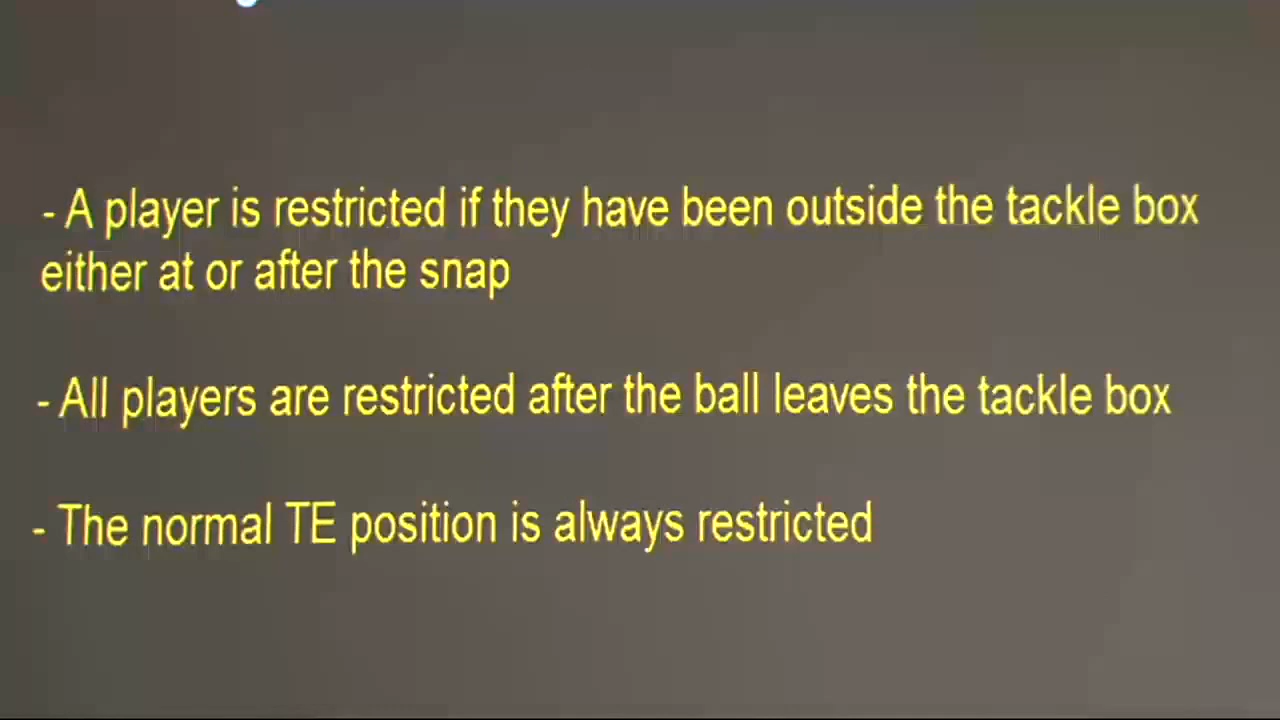 - A player is restricted if they have been outside the tackle box
either at or after the snap
- All players are restricted after the ball leaves the tackle box
- The normal TE position is always restricted